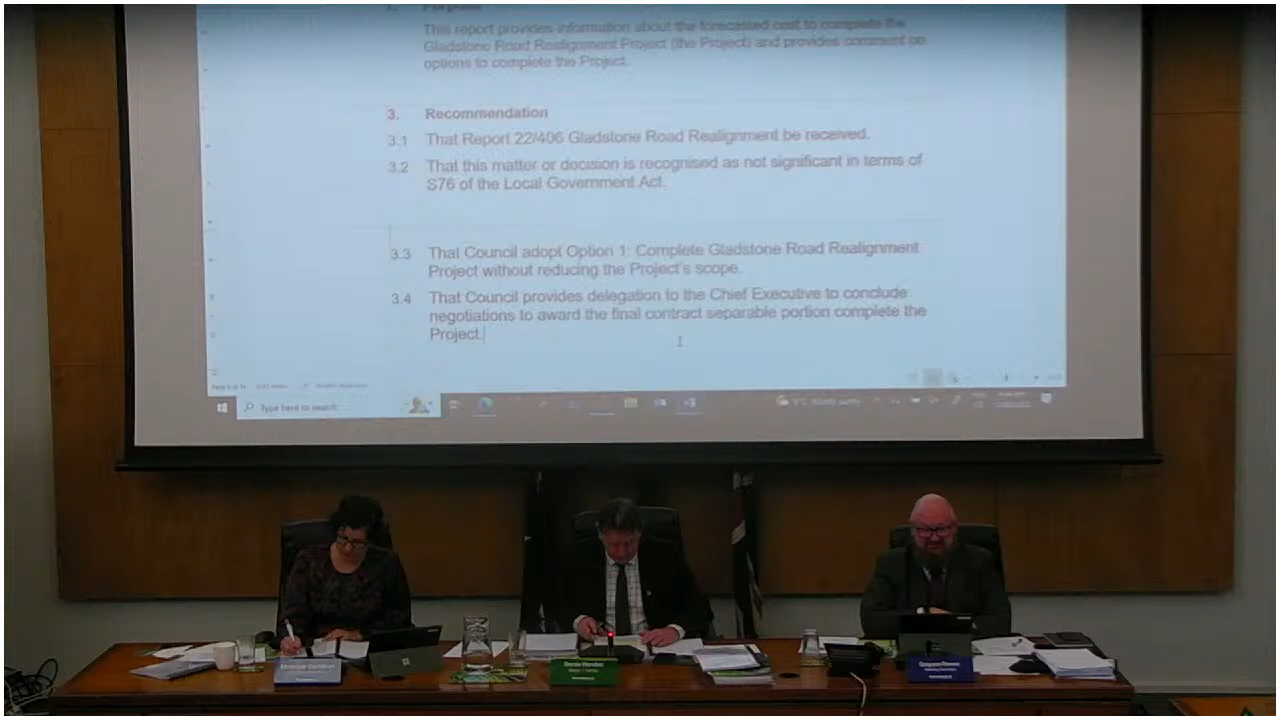 Purpose
This report provides information about the forecasted cost to complete the
Gladstone Road Realignment Project (the Project) and provides comment on
options to complete the Project.
3. Recommendation
3.1 That Report 22/406 Gladstone Road Realignment be received.
3.2 That this matter or decision is recognised as not significant in terms of
S76 of the Local Government Act.
3.3 That Council adopt Option 1: Complete Gladstone Road Realignment
Project without reducing the Project's scope.
3.4 That Council provides delegation to the Chief Executive to conclude
negotiations to award the final contract separable portion complete the
Project.
Type here to search